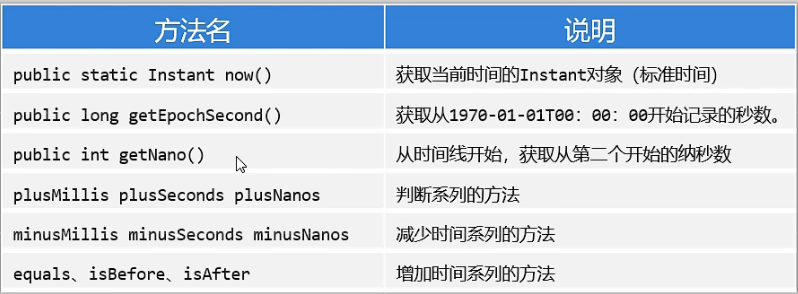 方法名 说明
public static Instant now() 获取当前时间的Instant对象（标准时间）
public long getEpochSecond() 获取从1970-01-01T00：00：00开始记录的秒数。
public int getNano() 从时间线开始，获取从第二个开始的纳秒数
plusMillis plusSeconds plusNanos 判断系列的方法
minusMillis minusSeconds minusNanos 减少时间系列的方法
equals、isBefore、isAfter 增加时间系列的方法